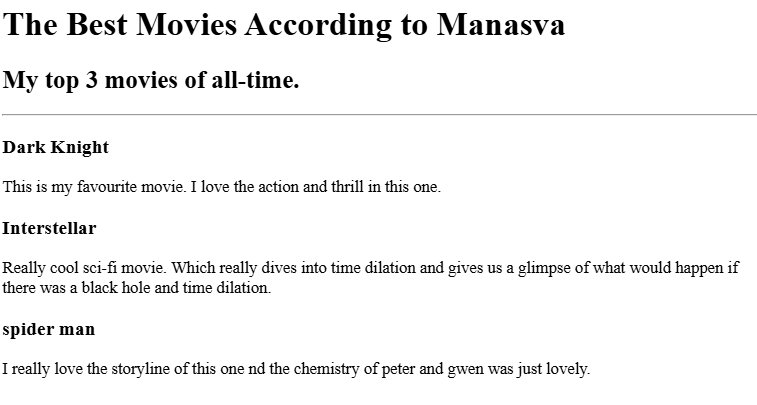 The Best Movies According to Manasva
My top 3 movies of all-time.
Dark Knight
This is my favourite movie. I love the action and thrill in this one.
Interstellar
Really cool sci-fi movie. Which really dives into time dilation and gives us a glimpse of what would happen if
there was a black hole and time dilation.
spider man
I really love the storyline of this one nd the chemistry of peter and gwen was just lovely.